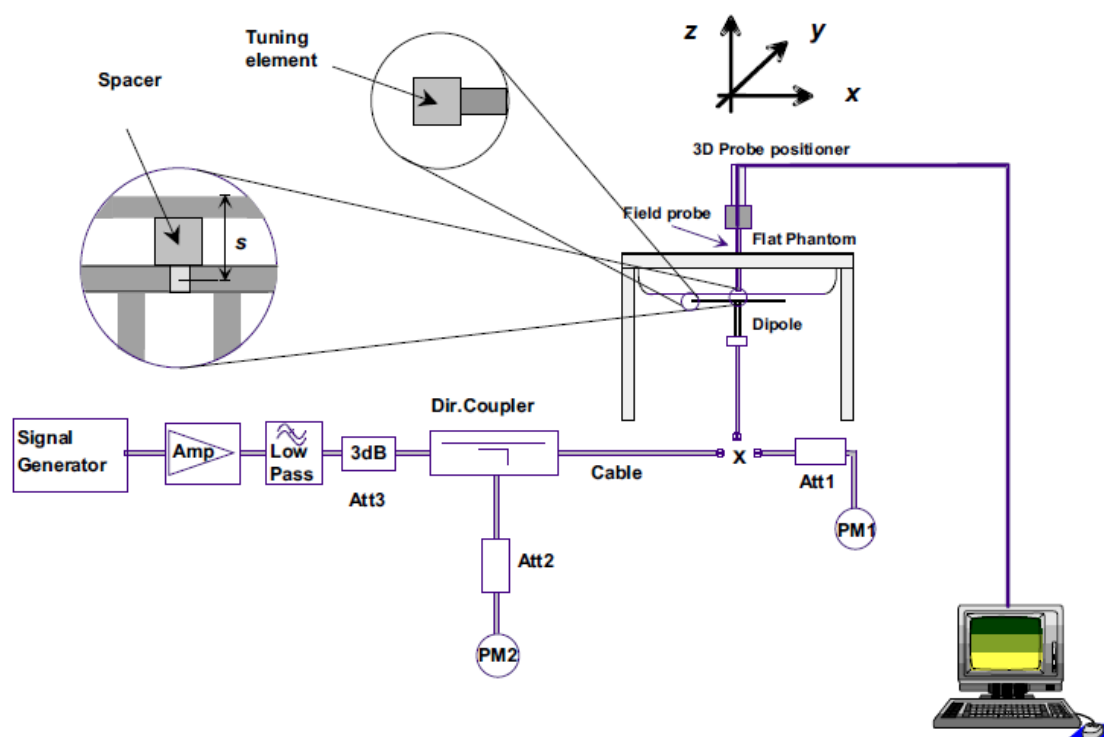 Tuning
element
z
y
x
Spacer
3D Probe positioner
Field probe
Flat Phantom
s
Dipole
Dir.Coupler
Signal
Generator
Amp
Low
Pass
3dB
Att3
Cable
X
Att1
PM1
Att2
PM2